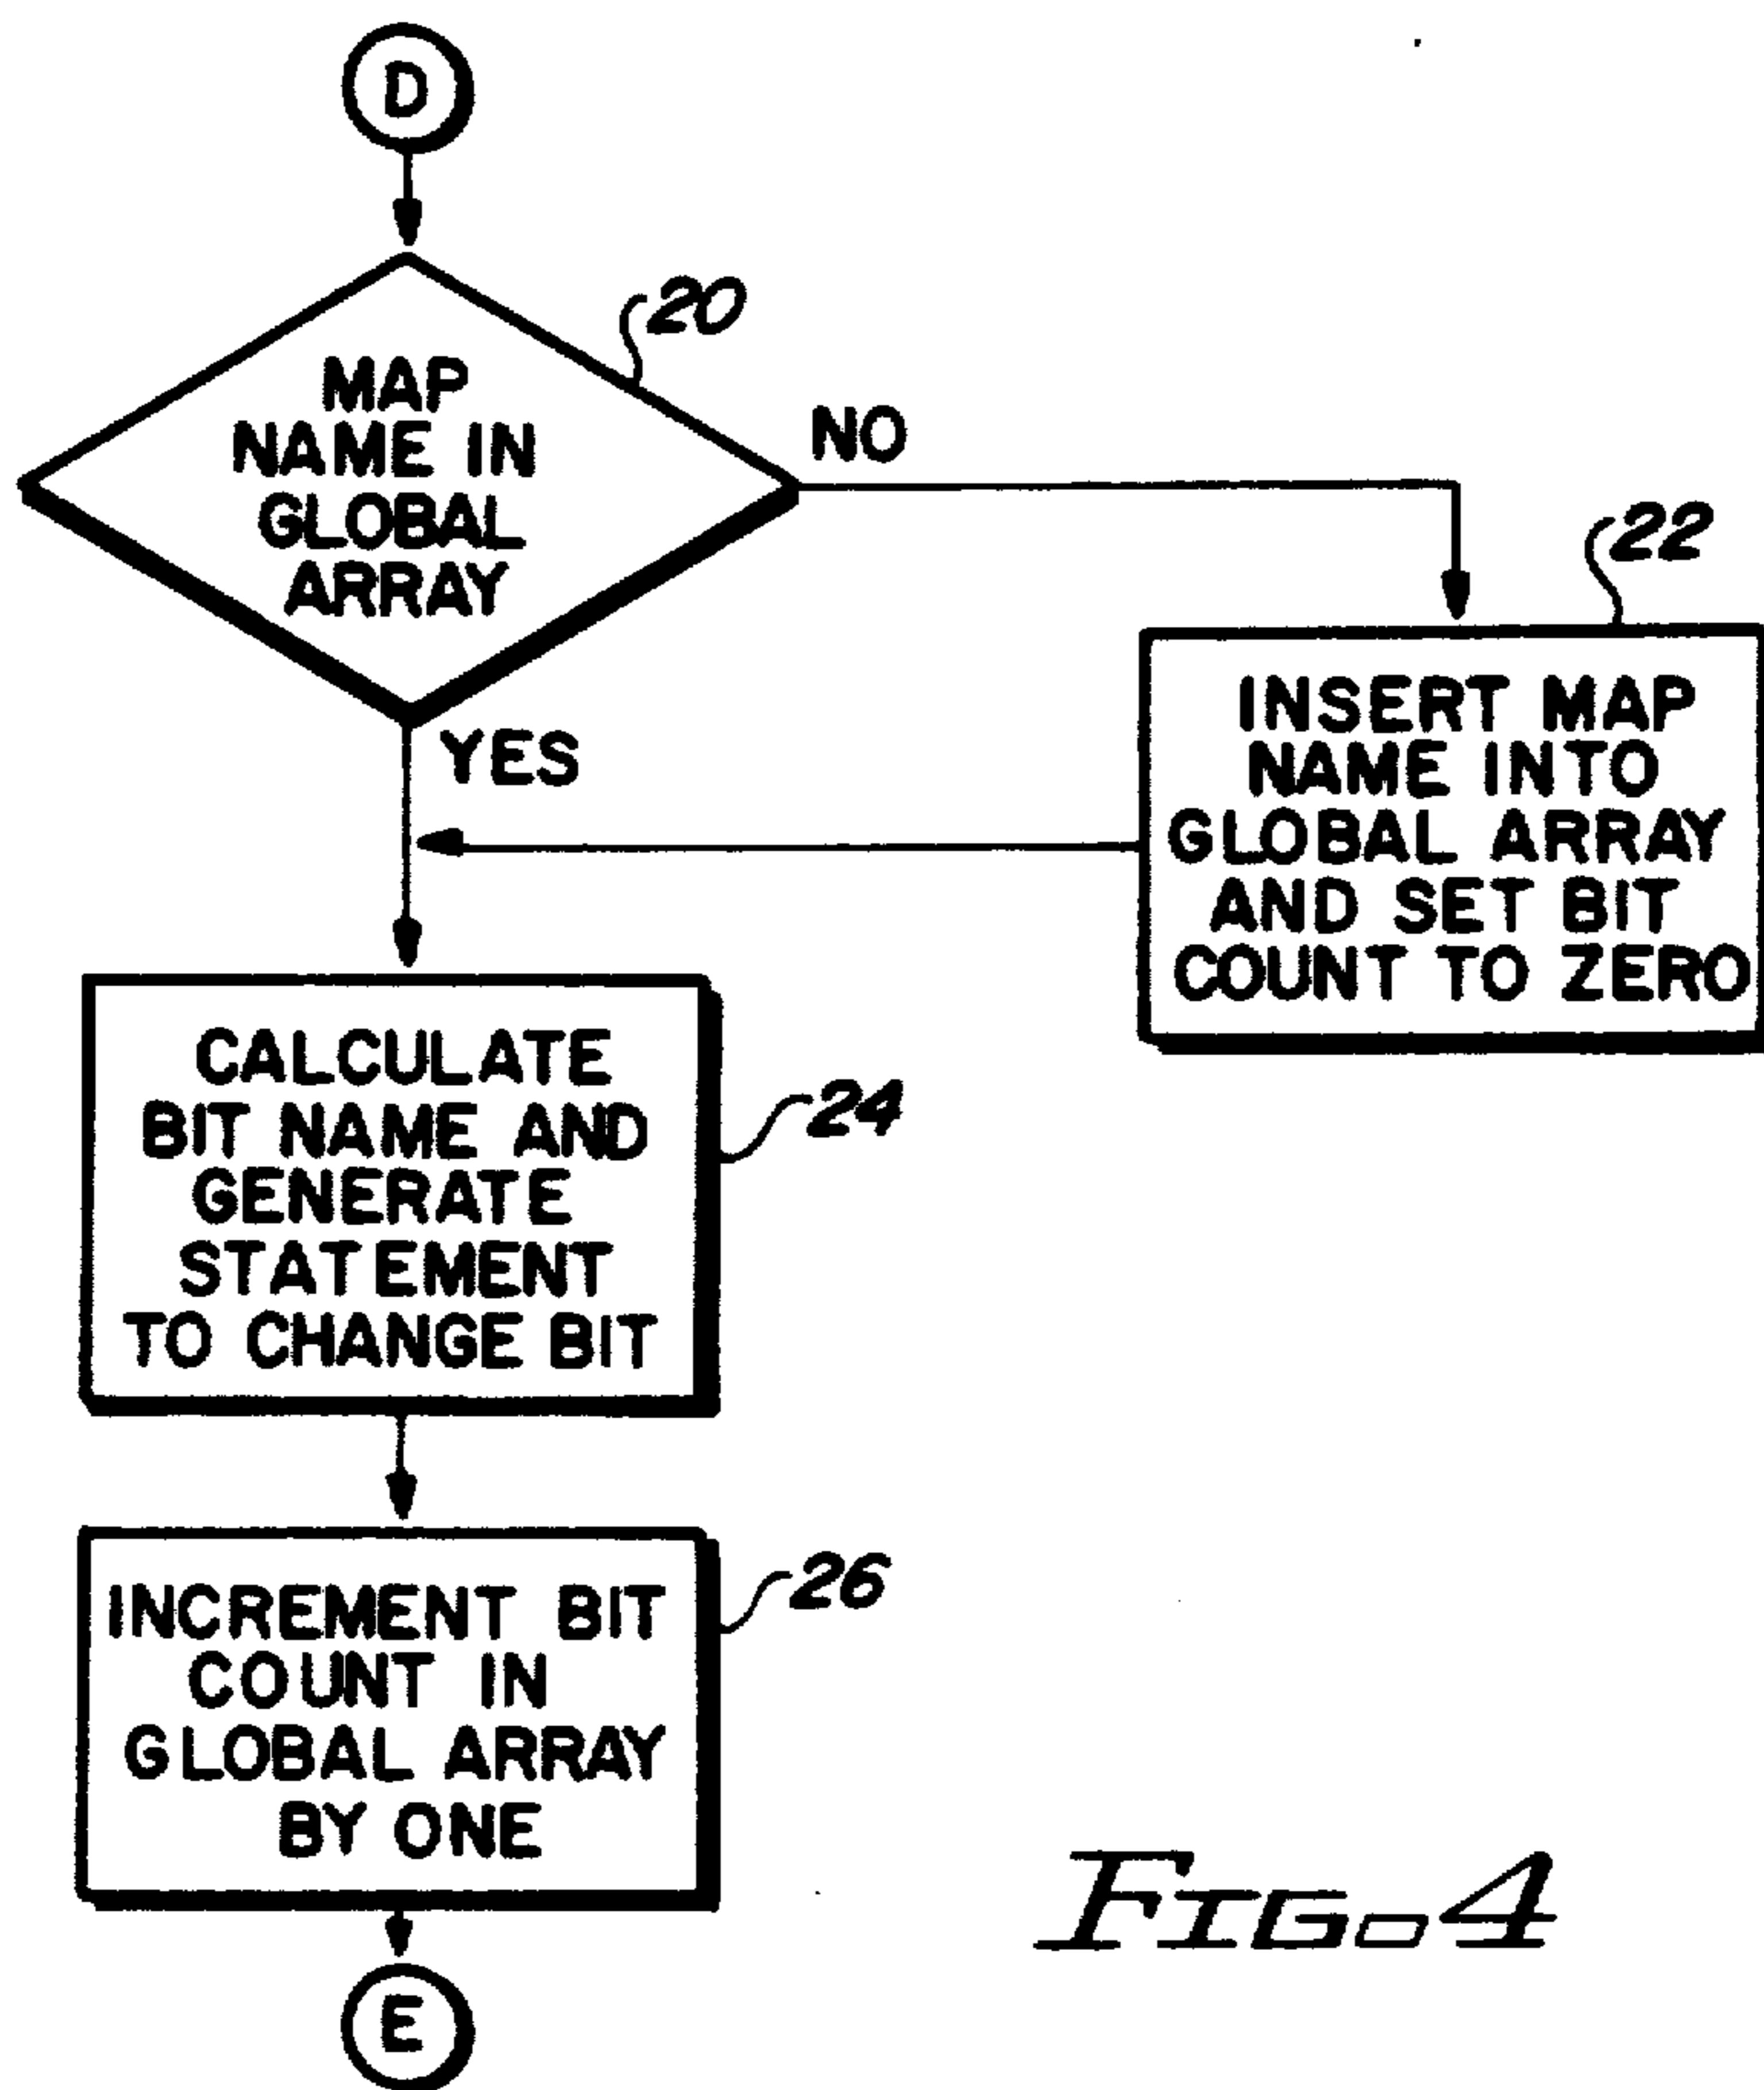 D
20
MAP
NAME IN
GLOBAL
ARRAY
NO
YES
22
INSERT MAP
NAME INTO
GLOBAL ARRAY
AND SET BIT
COUNT TO ZERO
CALCULATE
BIT NAME AND
GENERATE
STATEMENT
TO CHANGE BIT
24
INCREMENT BIT
COUNT IN
GLOBAL ARRAY
BY ONE
26
E
FIG. 4